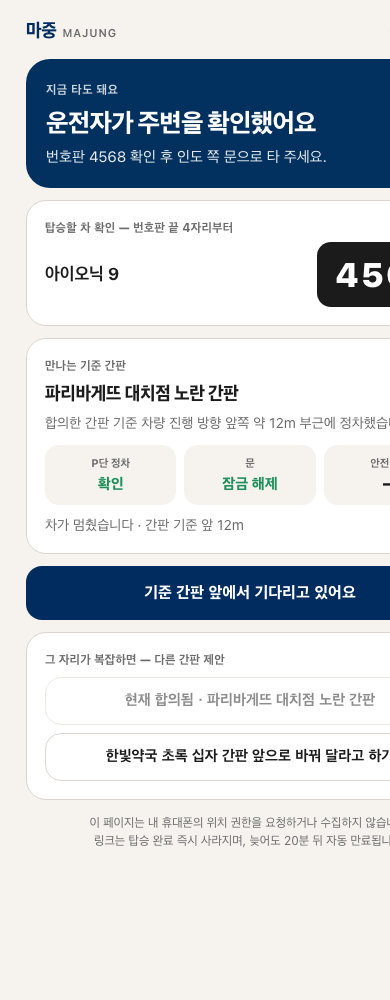 마중 MAJUNG
지금 타도 돼요
운전자가 주변을 확인했어요
번호판 4568 확인 후 인도 쪽 문으로 타 주세요.
탑승할 차 확인 — 번호판 끝 4자리부터
아이오닉 9
456
만나는 기준 간판
파리바게뜨 대치점 노란 간판
합의한 간판 기준 차량 진행 방향 앞쪽 약 12m 부근에 정차했습
P단 정차 문 안전
확인 잠금 해제
차가 멈췄습니다 · 간판 기준 앞 12m
기준 간판 앞에서 기다리고 있어요
그 자리가 복잡하면 — 다른 간판 제안
현재 합의됨 · 파리바게뜨 대치점 노란 간판
한빛약국 초록 십자 간판 앞으로 바꿔 달라고 하기
이 페이지는 내 휴대폰의 위치 권한을 요청하거나 수집하지 않습
링크는 탑승 완료 즉시 사라지며, 늦어도 20분 뒤 자동 만료됩니